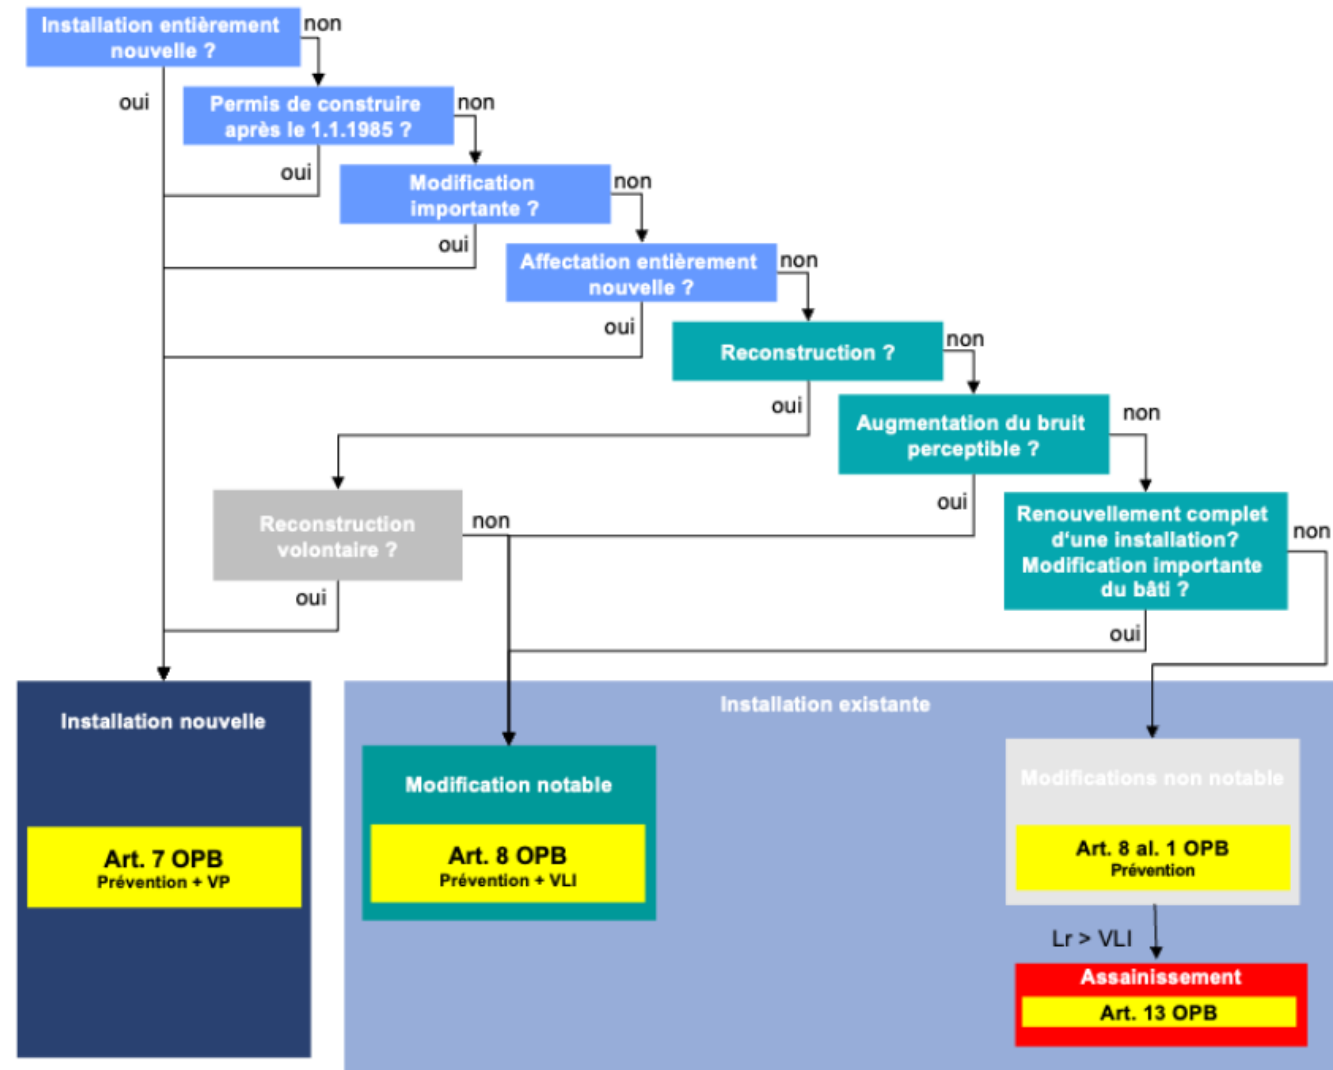 Installation entièrement
nouvelle ?
non
oui
Permis de construire
après le 1.1.1985 ?
non
oui
Modification
importante ?
non
oui
Affectation entièrement
nouvelle ?
non
oui
Reconstruction ?
non
oui
Augmentation du bruit
perceptible ?
non
oui
Reconstruction
volontaire ?
non
oui
Renouvellement complet
d‘une installation?
Modification importante
du bâti ?
non
oui
Installation nouvelle
Art. 7 OPB
Prévention + VP
Installation existante
Modification notable
Art. 8 OPB
Prévention + VLI
Modifications non notable
Art. 8 al. 1 OPB
Prévention
Lr > VLI
Assainissement
Art. 13 OPB